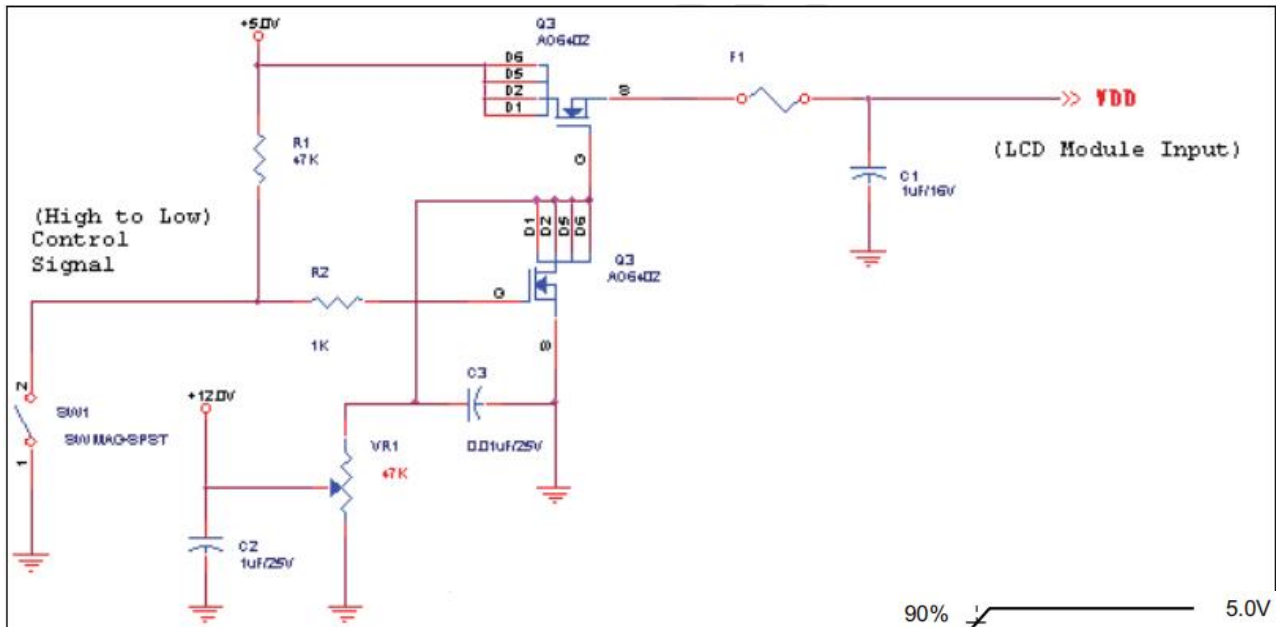 +5.0V
Q3
AO6402
D6
D5
D2
D1
S
G
F1
VDD
(LCD Module Input)
C1
1uF/16V
R1
47K
(High to Low)
Control
Signal
D1
D2
D5
D6
Q3
AO6402
R2
1K
G
S
2
SW1
SW MAG-SPST
1
+12.0V
C3
0.01uF/25V
VR1
47K
C2
1uF/25V
90%
5.0V